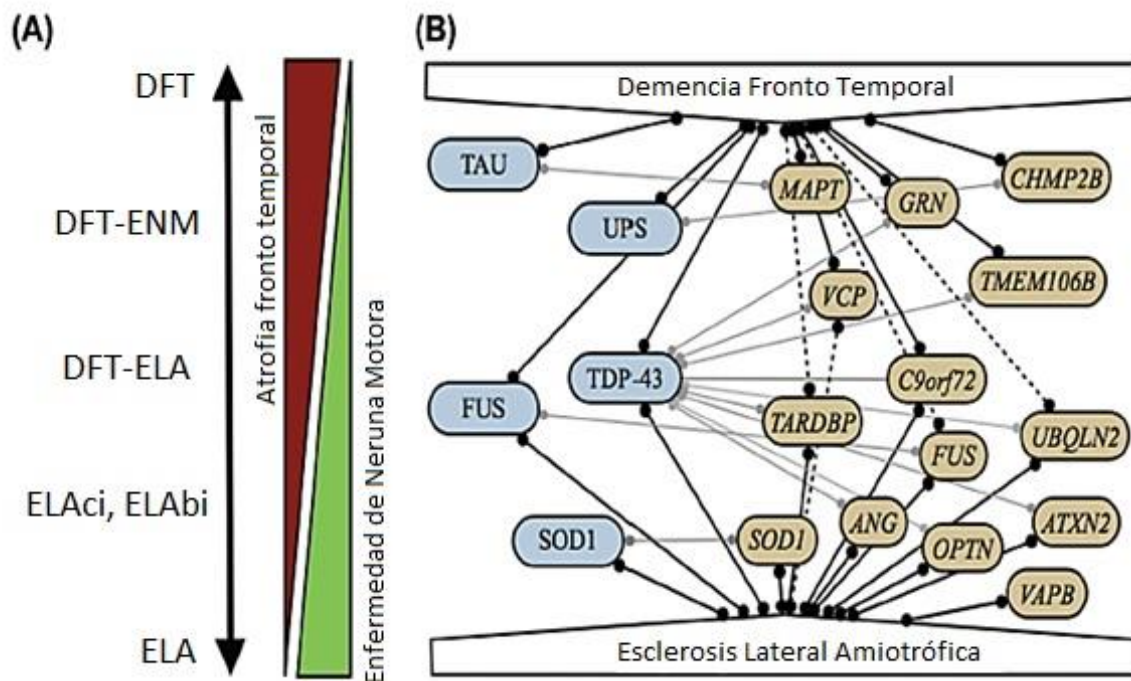 (A)
DFT
DFT-ENM
DFT-ELA
ELAci, ELAbi
ELA
Atrofia fronto temporal
Enfermedad de Neruna Motora
(B)
Demencia Fronto Temporal
TAU
MAPT
CHMP2B
GRN
UPS
TMEM106B
VCP
TDP-43
C9orf72
FUS
TARDBP
UBQLN2
FUS
SOD1
SOD1
ANG
ATXN2
OPTN
VAPB
Esclerosis Lateral Amiotrófica